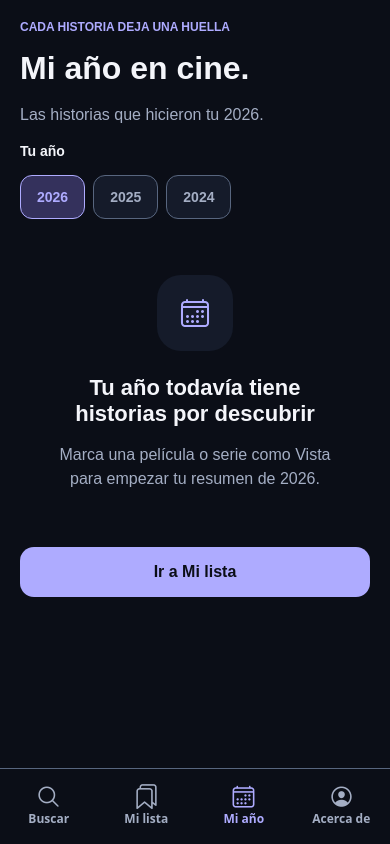 CADA HISTORIA DEJA UNA HUELLA
Mi año en cine.
Las historias que hicieron tu 2026.
Tu año
2026 2025 2024
Tu año todavía tiene
historias por descubrir
Marca una película o serie como Vista
para empezar tu resumen de 2026.
Ir a Mi lista
Buscar Mi lista Mi año Acerca de